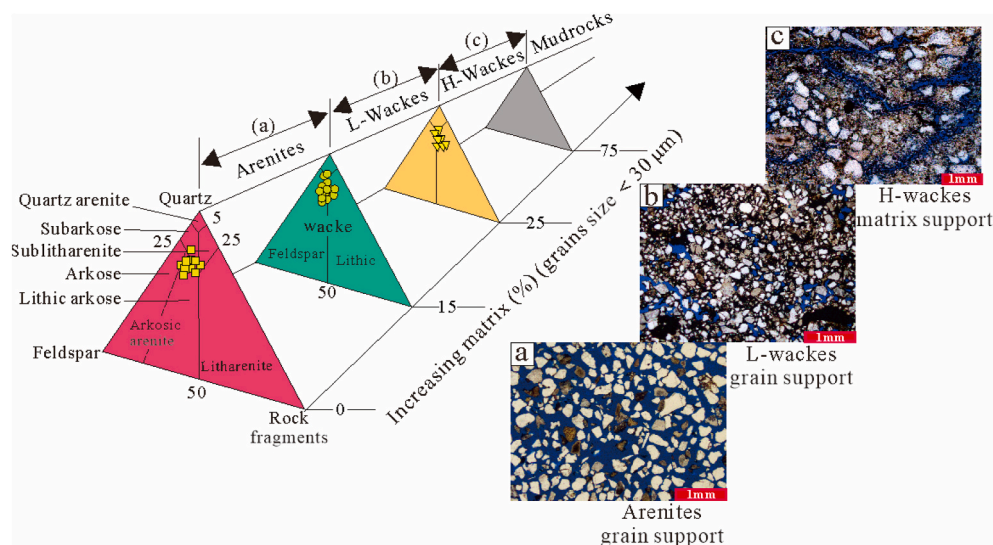 (a)
(b)
(c)
Arenites
L-Wackes
H-Wackes
Mudrocks
Quartz arenite
Quartz
5
Subarkose
25
25
Sublitharenite
Arkose
Lithic arkose
Arkosic
arenite
Feldspar
Litharenite
50
Rock
fragments
wacke
Feldspar
Lithic
50
0
15
25
75
Increasing matrix (%) (grains size < 30 μm)
c
1mm
H-wackes
matrix support
b
1mm
L-wackes
grain support
a
1mm
Arenites
grain support